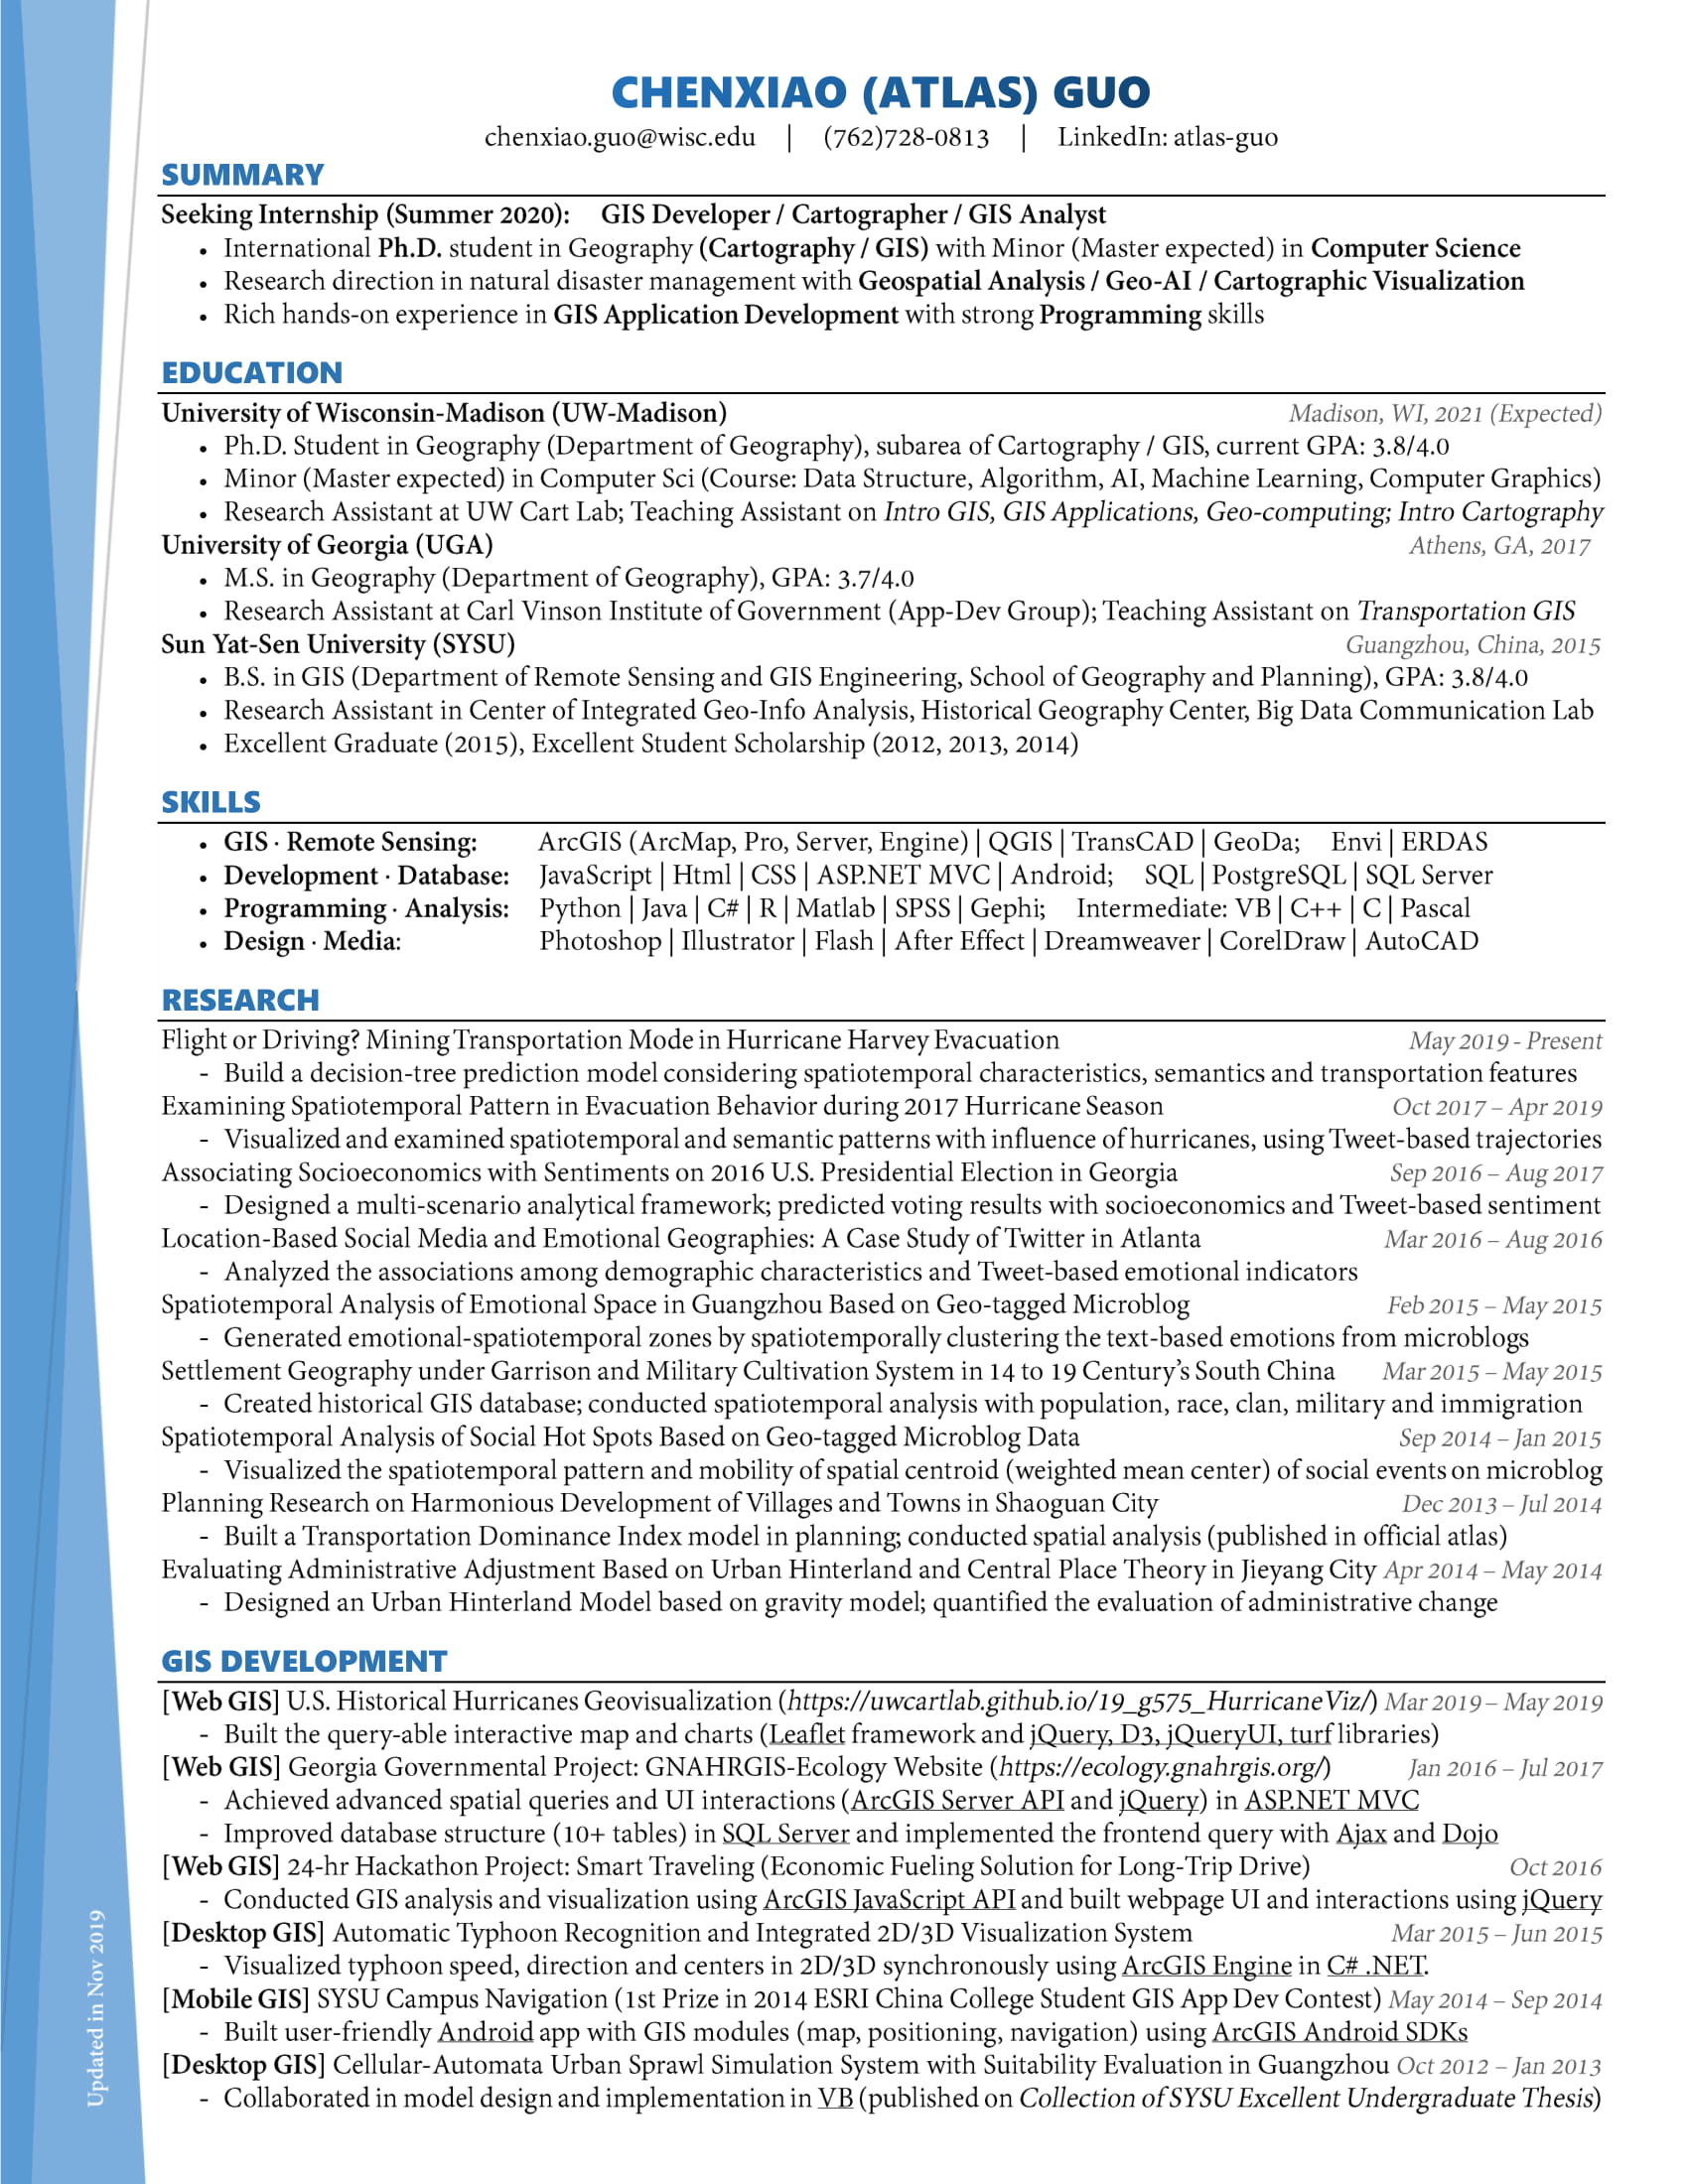 CHENXIAO (ATLAS) GUO
chenxiao.guo@wisc.edu | (762)728-0813 | LinkedIn: atlas-guo
SUMMARY
Seeking Internship (Summer 2020): GIS Developer / Cartographer / GIS Analyst
• International Ph.D. student in Geography (Cartography / GIS) with Minor (Master expected) in Computer Science
• Research direction in natural disaster management with Geospatial Analysis / Geo-AI / Cartographic Visualization
• Rich hands-on experience in GIS Application Development with strong Programming skills
EDUCATION
University of Wisconsin-Madison (UW-Madison) Madison, WI, 2021 (Expected)
• Ph.D. Student in Geography (Department of Geography), subarea of Cartography / GIS, current GPA: 3.8/4.0
• Minor (Master expected) in Computer Sci (Course: Data Structure, Algorithm, AI, Machine Learning, Computer Graphics)
• Research Assistant at UW Cart Lab; Teaching Assistant on Intro GIS, GIS Applications, Geo-computing; Intro Cartography
University of Georgia (UGA) Athens, GA, 2017
• M.S. in Geography (Department of Geography), GPA: 3.7/4.0
• Research Assistant at Carl Vinson Institute of Government (App-Dev Group); Teaching Assistant on Transportation GIS
Sun Yat-Sen University (SYSU) Guangzhou, China, 2015
• B.S. in GIS (Department of Remote Sensing and GIS Engineering, School of Geography and Planning), GPA: 3.8/4.0
• Research Assistant in Center of Integrated Geo-Info Analysis, Historical Geography Center, Big Data Communication Lab
• Excellent Graduate (2015), Excellent Student Scholarship (2012, 2013, 2014)
SKILLS
• GIS · Remote Sensing: ArcGIS (ArcMap, Pro, Server, Engine) | QGIS | TransCAD | GeoDa; Envi | ERDAS
• Development · Database: JavaScript | Html | CSS | ASP.NET MVC | Android; SQL | PostgreSQL | SQL Server
• Programming · Analysis: Python | Java | C# | R | Matlab | SPSS | Gephi; Intermediate: VB | C++ | C | Pascal
• Design · Media: Photoshop | Illustrator | Flash | After Effect | Dreamweaver | CorelDraw | AutoCAD
RESEARCH
Flight or Driving? Mining Transportation Mode in Hurricane Harvey Evacuation May 2019 - Present
- Build a decision-tree prediction model considering spatiotemporal characteristics, semantics and transportation features
Examining Spatiotemporal Pattern in Evacuation Behavior during 2017 Hurricane Season Oct 2017 – Apr 2019
- Visualized and examined spatiotemporal and semantic patterns with influence of hurricanes, using Tweet-based trajectories
Associating Socioeconomics with Sentiments on 2016 U.S. Presidential Election in Georgia Sep 2016 – Aug 2017
- Designed a multi-scenario analytical framework; predicted voting results with socioeconomics and Tweet-based sentiment
Location-Based Social Media and Emotional Geographies: A Case Study of Twitter in Atlanta Mar 2016 – Aug 2016
- Analyzed the associations among demographic characteristics and Tweet-based emotional indicators
Spatiotemporal Analysis of Emotional Space in Guangzhou Based on Geo-tagged Microblog Feb 2015 – May 2015
- Generated emotional-spatiotemporal zones by spatiotemporally clustering the text-based emotions from microblogs
Settlement Geography under Garrison and Military Cultivation System in 14 to 19 Century's South China Mar 2015 – May 2015
- Created historical GIS database; conducted spatiotemporal analysis with population, race, clan, military and immigration
Spatiotemporal Analysis of Social Hot Spots Based on Geo-tagged Microblog Data Sep 2014 – Jan 2015
- Visualized the spatiotemporal pattern and mobility of spatial centroid (weighted mean center) of social events on microblog
Planning Research on Harmonious Development of Villages and Towns in Shaoguan City Dec 2013 – Jul 2014
- Built a Transportation Dominance Index model in planning; conducted spatial analysis (published in official atlas)
Evaluating Administrative Adjustment Based on Urban Hinterland and Central Place Theory in Jieyang City Apr 2014 – May 2014
- Designed an Urban Hinterland Model based on gravity model; quantified the evaluation of administrative change
GIS DEVELOPMENT
[Web GIS] U.S. Historical Hurricanes Geovisualization (https://uwcartlab.github.io/19_g575_HurricaneViz/) Mar 2019 – May 2019
- Built the query-able interactive map and charts (Leaflet framework and jQuery, D3, jQueryUI, turf libraries)
[Web GIS] Georgia Governmental Project: GNAHRGIS-Ecology Website (https://ecology.gnahrgis.org/) Jan 2016 – Jul 2017
- Achieved advanced spatial queries and UI interactions (ArcGIS Server API and jQuery) in ASP.NET MVC
- Improved database structure (10+ tables) in SQL Server and implemented the frontend query with Ajax and Dojo
[Web GIS] 24-hr Hackathon Project: Smart Traveling (Economic Fueling Solution for Long-Trip Drive) Oct 2016
- Conducted GIS analysis and visualization using ArcGIS JavaScript API and built webpage UI and interactions using jQuery
[Desktop GIS] Automatic Typhoon Recognition and Integrated 2D/3D Visualization System Mar 2015 – Jun 2015
- Visualized typhoon speed, direction and centers in 2D/3D synchronously using ArcGIS Engine in C# .NET.
[Mobile GIS] SYSU Campus Navigation (1st Prize in 2014 ESRI China College Student GIS App Dev Contest) May 2014 – Sep 2014
- Built user-friendly Android app with GIS modules (map, positioning, navigation) using ArcGIS Android SDKs
[Desktop GIS] Cellular-Automata Urban Sprawl Simulation System with Suitability Evaluation in Guangzhou Oct 2012 – Jan 2013
- Collaborated in model design and implementation in VB (published on Collection of SYSU Excellent Undergraduate Thesis)
Updated in Nov 2019